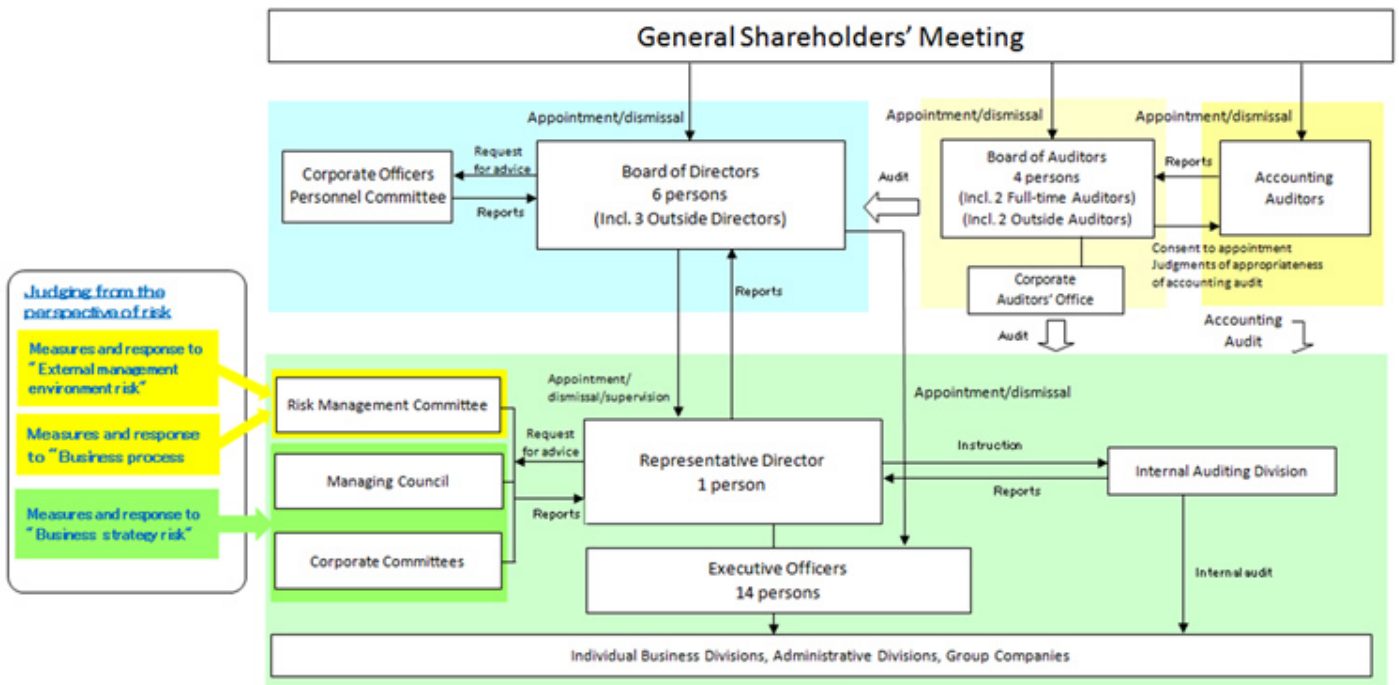 General Shareholders' Meeting
Appointment/dismissal
Appointment/dismissal
Appointment/dismissal
Corporate Officers
Personnel Committee
Request
for advice
Reports
Board of Directors
6 persons
(Incl. 3 Outside Directors)
Audit
Board of Auditors
4 persons
(Incl. 2 Full-time Auditors)
(Incl. 2 Outside Auditors)
Reports
Accounting
Auditors
Consent to appointment
Judgments of appropriateness
of accounting audit
Corporate
Auditors' Office
Reports
Audit
Accounting
Audit
Judging from the
perspective of risk
Measures and response to
"External management
environment risk"
Measures and response
to "Business process
Measures and response to
"Business strategy risk"
Risk Management Committee
Managing Council
Corporate Committees
Appointment/
dismissal/supervision
Appointment/dismissal
Request
for advice
Reports
Representative Director
1 person
Instruction
Reports
Internal Auditing Division
Executive Officers
14 persons
Internal audit
Individual Business Divisions, Administrative Divisions, Group Companies